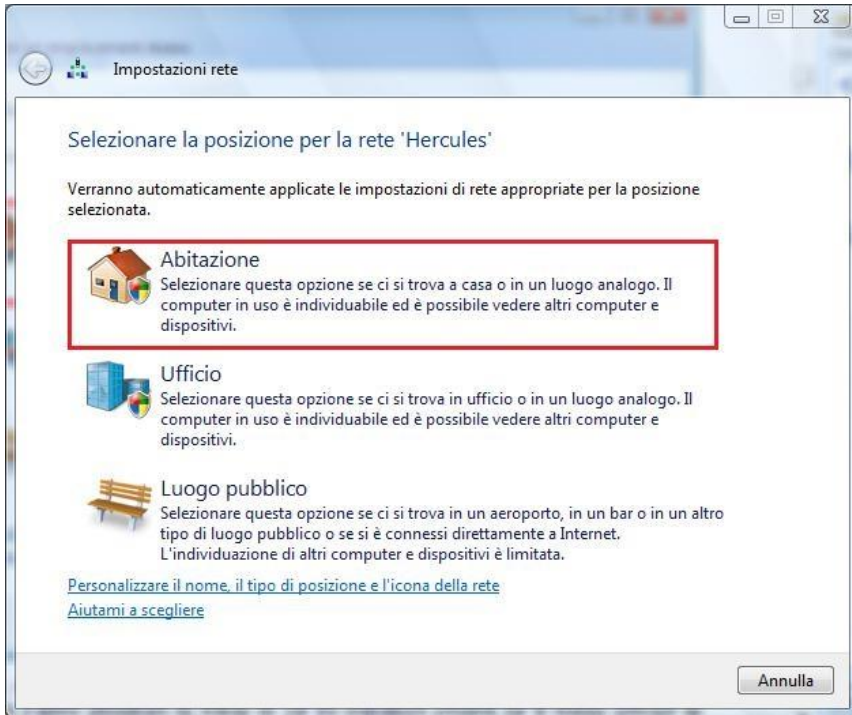 Impostazioni rete
Selezionare la posizione per la rete 'Hercules'
Verranno automaticamente applicate le impostazioni di rete appropriate per la posizione
selezionata.
Abitazione
Selezionare questa opzione se ci si trova a casa o in un luogo analogo. Il
computer in uso è individuabile ed è possibile vedere altri computer e
dispositivi.
Ufficio
Selezionare questa opzione se ci si trova in ufficio o in un luogo analogo. Il
computer in uso è individuabile ed è possibile vedere altri computer e
dispositivi.
Luogo pubblico
Selezionare questa opzione se ci si trova in un aeroporto, in un bar o in un altro
tipo di luogo pubblico o se si è connessi direttamente a Internet.
L'individuazione di altri computer e dispositivi è limitata.
Personalizzare il nome, il tipo di posizione e l'icona della rete
Aiutami a scegliere
Annulla